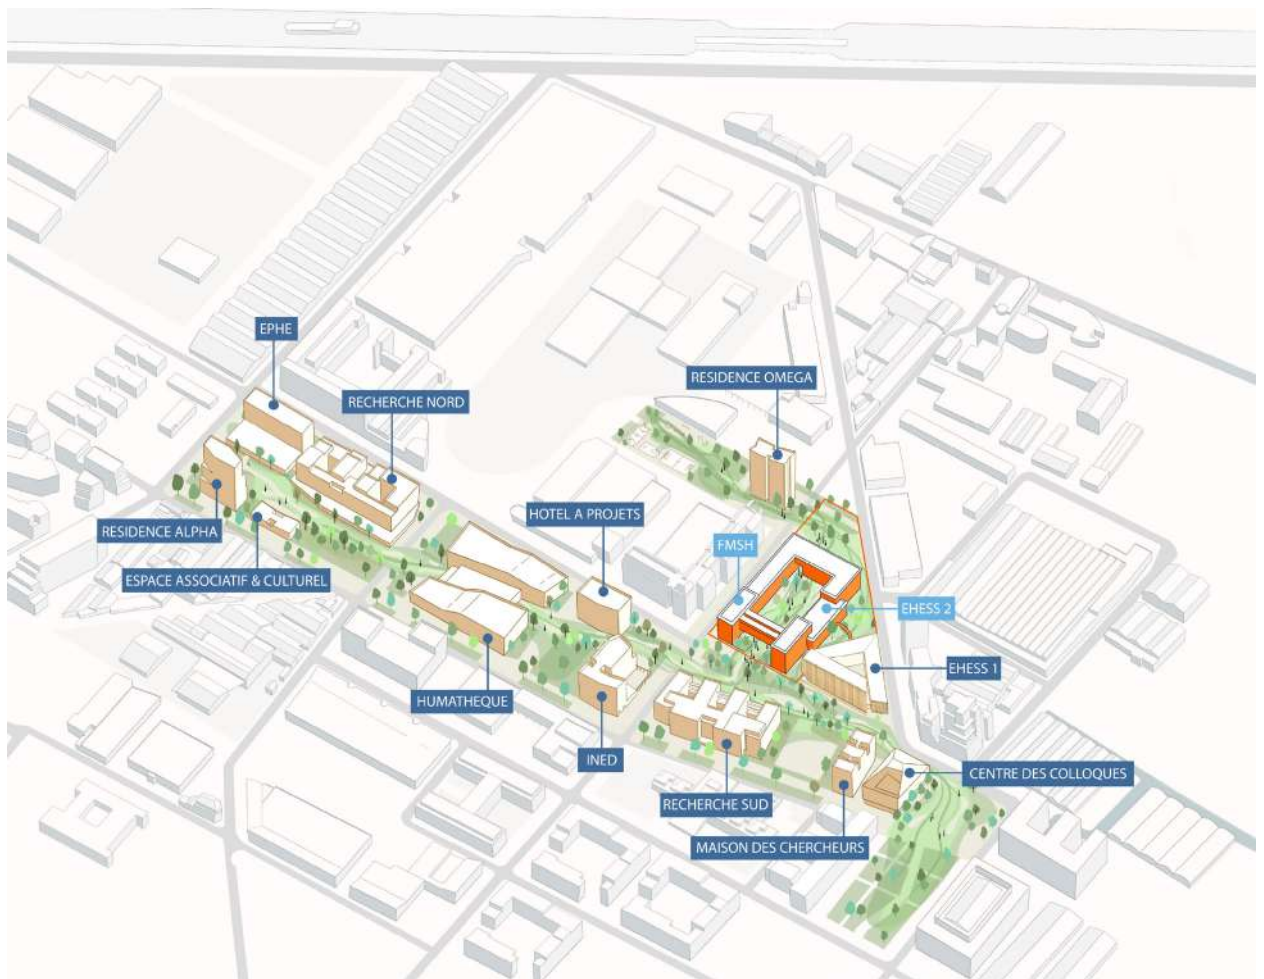 EPHE
RECHERCHE NORD
RESIDENCE OMEGA
RESIDENCE ALPHA
HOTEL A PROJETS
FMSH
ESPACE ASSOCIATIF & CULTUREL
EHESS 2
EHESS 1
HUMATHEQUE
INED
CENTRE DES COLLOQUES
RECHERCHE SUD
MAISON DES CHERCHEURS